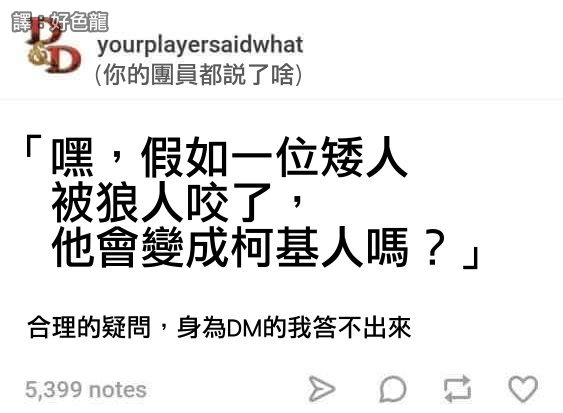 譯：好色龍
D&D
yourplayersaidwhat
(你的團員都説了啥)
「嘿，假如一位矮人
被狼人咬了，
他會變成柯基人嗎？」
合理的疑問，身為DM的我答不出來
5,399 notes